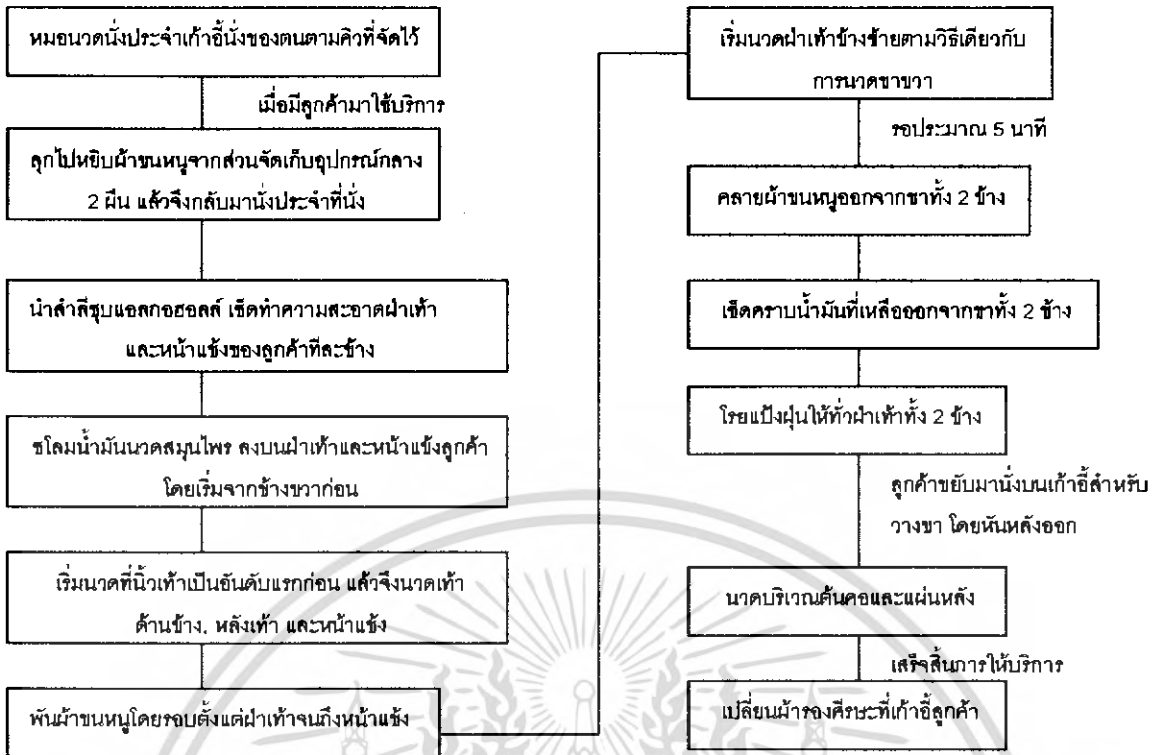 หมอนวดนั่งประจำเก้าอี้นั่งของตนตามคิวที่จัดไว้
เมื่อมีลูกค้ามาใช้บริการ
ลุกไปหยิบผ้าขนหนูจากส่วนจัดเก็บอุปกรณ์กลาง
2 ผืน แล้วจึงกลับมานั่งประจำที่นั่ง
นำสำลีชุบแอลกอฮอลล์ เช็ดทำความสะอาดฝ่าเท้า
และหน้าแข้งของลูกค้าทีละข้าง
ชโลมน้ำมันนวดสมุนไพร ลงบนฝ่าเท้าและหน้าแข้งลูกค้า
โดยเริ่มจากข้างขวาก่อน
เริ่มนวดที่นิ้วเท้าเป็นอันดับแรกก่อน แล้วจึงนวดเท้า
ด้านข้าง, หลังเท้า และหน้าแข้ง
พันผ้าขนหนูโดยรอบตั้งแต่ฝ่าเท้าจนถึงหน้าแข้ง
เริ่มนวดฝ่าเท้าข้างซ้ายตามวิธีเดียวกับ
การนวดขาขวา
รอประมาณ 5 นาที
คลายผ้าขนหนูออกจากขาทั้ง 2 ข้าง
เช็ดคราบน้ำมันที่เหลือออกจากขาทั้ง 2 ข้าง
โรยแป้งฝุ่นให้ทั่วฝ่าเท้าทั้ง 2 ข้าง
ลูกค้าขยับมานั่งบนเก้าอี้สำหรับ
วางขา โดยหันหลังออก
นวดบริเวณต้นคอและแผ่นหลัง
เสร็จสิ้นการให้บริการ
เปลี่ยนผ้ารองศีรษะที่เก้าอี้ลูกค้า